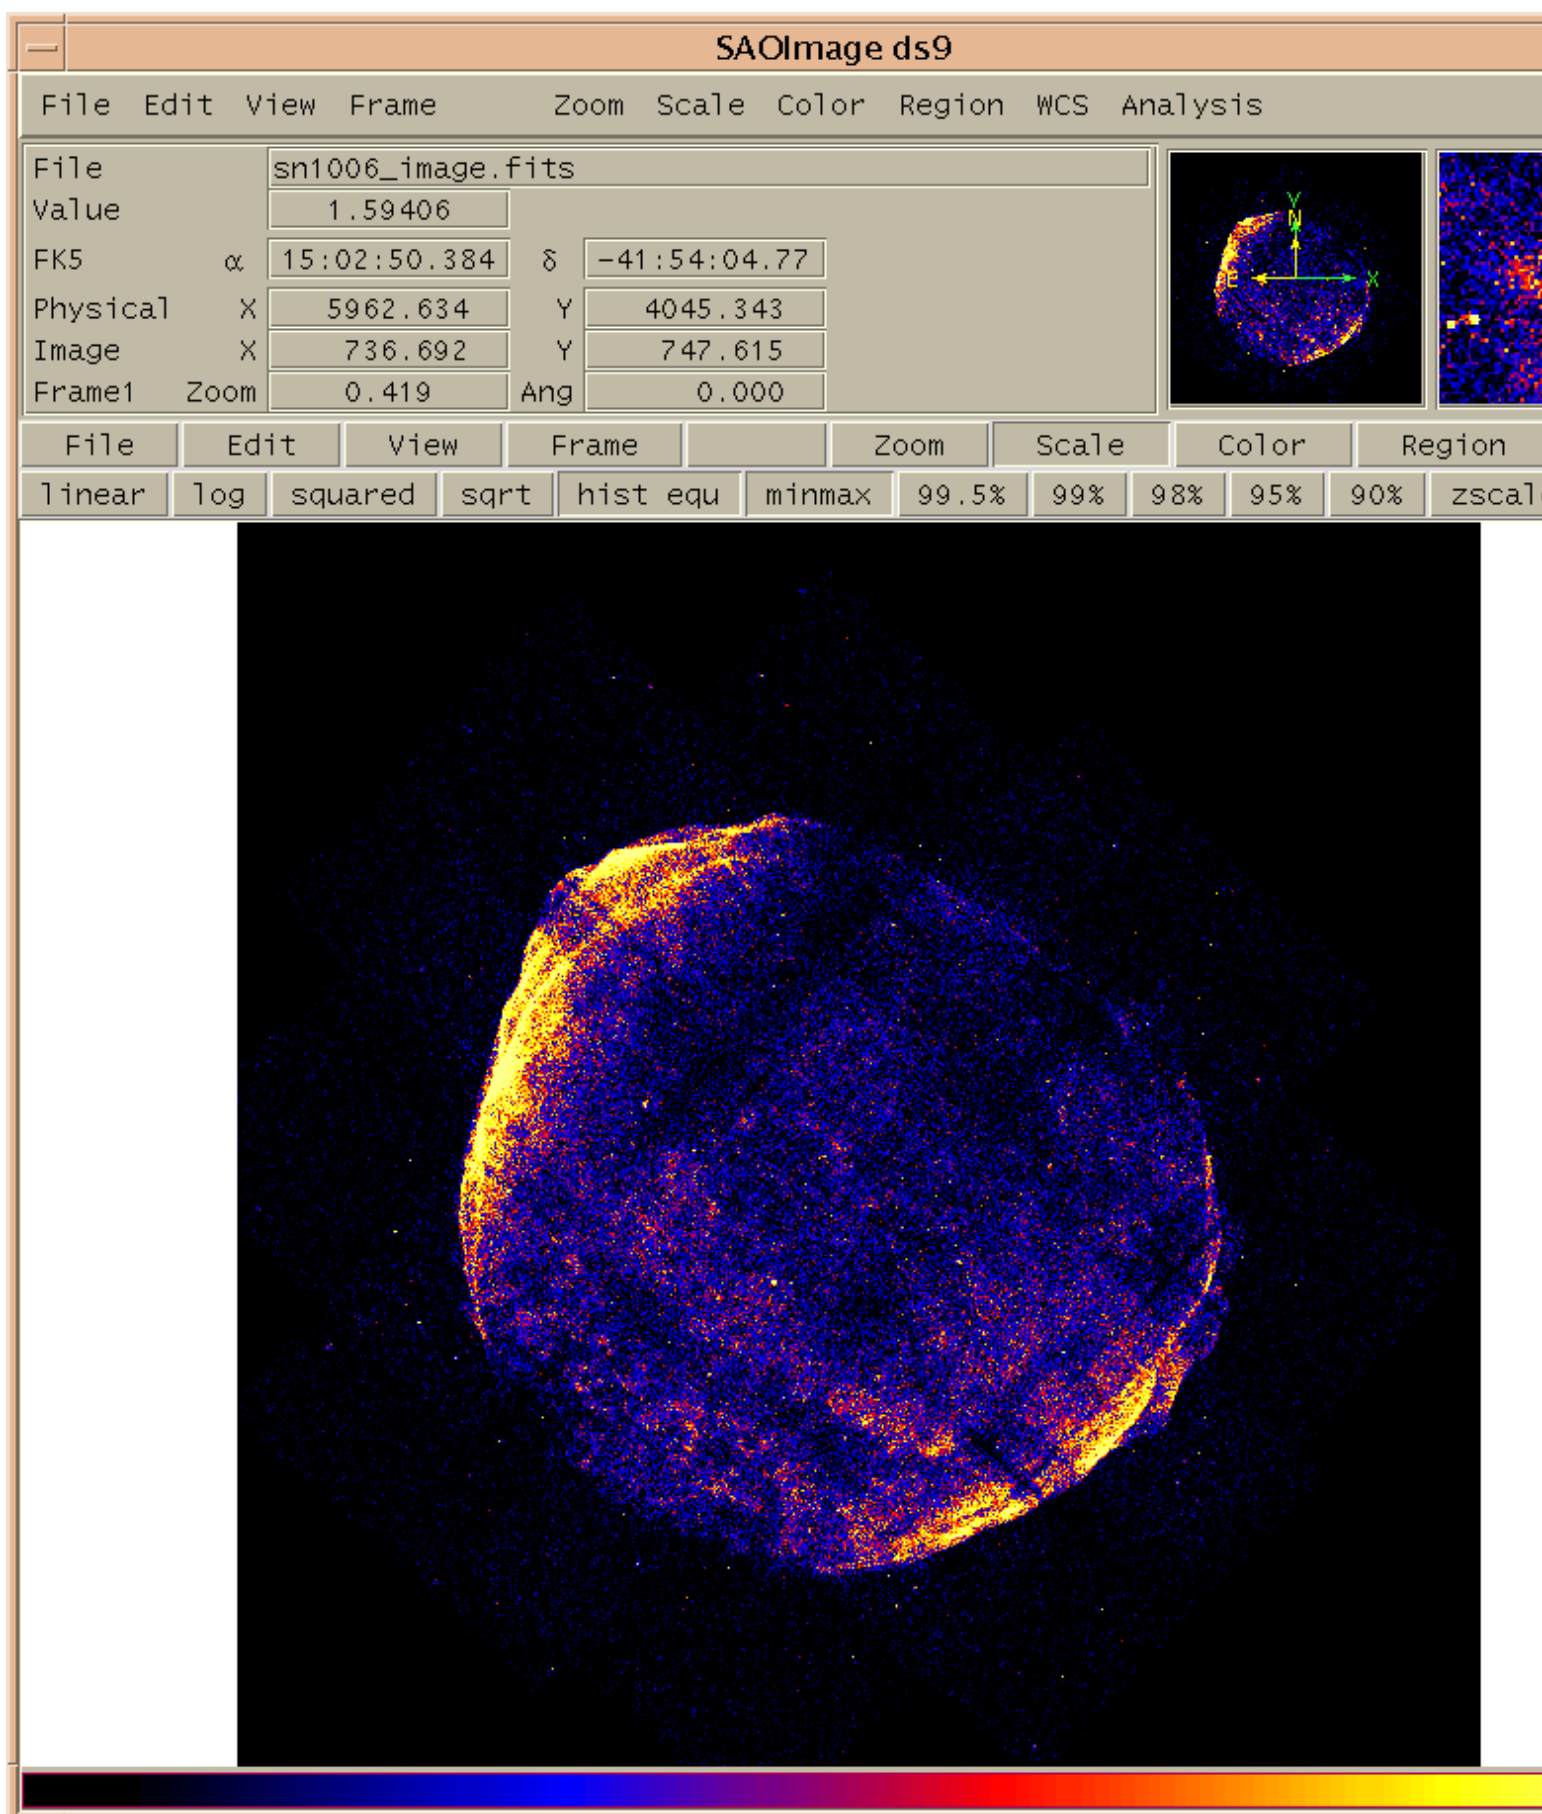 SAOImage ds9
File Edit View Frame Zoom Scale Color Region WCS Analysis
File sn1006_image.fits
Value 1.59406
FK5 α 15:02:50.384 δ -41:54:04.77
Physical X 5962.634 Y 4045.343
Image X 736.692 Y 747.615
Frame1 Zoom 0.419 Ang 0.000
Y
N
E X
File Edit View Frame Zoom Scale Color Region
linear log squared sqrt hist equ minmax 99.5% 99% 98% 95% 90% zscal